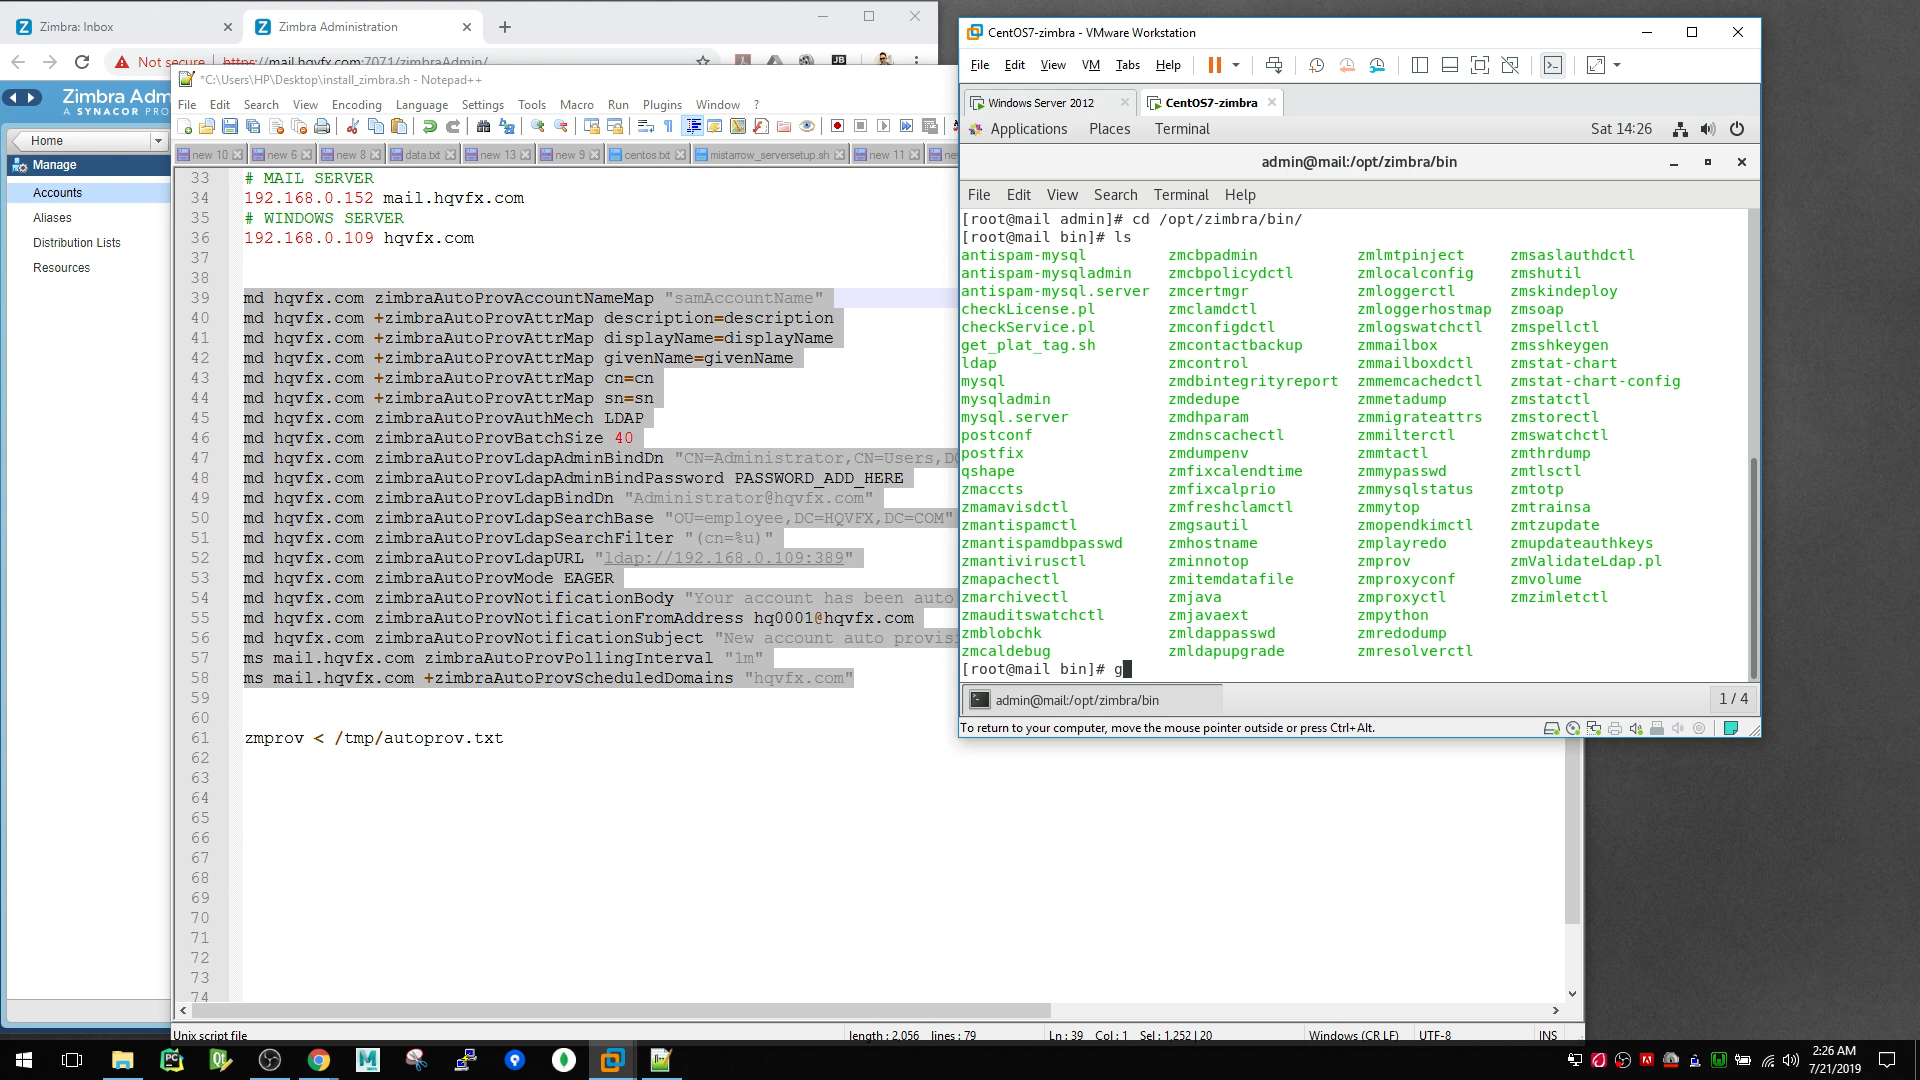 Zimbra: Inbox
Zimbra Administration
Not secure
https://mail.hqvfx.com:7071/zimbraAdmin/
Zimbra Adm
A SYNACOR PRO
Home
Manage
Accounts
Aliases
Distribution Lists
Resources
*C:\Users\HP\Desktop\install_zimbra.sh - Notepad++
File Edit Search View Encoding Language Settings Tools Macro Run Plugins Window ?
new 10 new 6 new 8 data.txt new 13 new 9 centos.txt mistarrow_serversetup.sh new 11
33 # MAIL SERVER
34 192.168.0.152 mail.hqvfx.com
35 # WINDOWS SERVER
36 192.168.0.109 hqvfx.com
37
38
39 md hqvfx.com zimbraAutoProvAccountNameMap "samAccountName"
40 md hqvfx.com +zimbraAutoProvAttrMap description=description
41 md hqvfx.com +zimbraAutoProvAttrMap displayName=displayName
42 md hqvfx.com +zimbraAutoProvAttrMap givenName=givenName
43 md hqvfx.com +zimbraAutoProvAttrMap cn=cn
44 md hqvfx.com +zimbraAutoProvAttrMap sn=sn
45 md hqvfx.com zimbraAutoProvAuthMech LDAP
46 md hqvfx.com zimbraAutoProvBatchSize 40
47 md hqvfx.com zimbraAutoProvLdapAdminBindDn "CN=Administrator,CN=Users,D
48 md hqvfx.com zimbraAutoProvLdapAdminBindPassword PASSWORD_ADD_HERE
49 md hqvfx.com zimbraAutoProvLdapBindDn "Administrator@hqvfx.com"
50 md hqvfx.com zimbraAutoProvLdapSearchBase "OU=employee,DC=HQVFX,DC=COM"
51 md hqvfx.com zimbraAutoProvLdapSearchFilter "(cn=%u)"
52 md hqvfx.com zimbraAutoProvLdapURL "ldap://192.168.0.109:389"
53 md hqvfx.com zimbraAutoProvMode EAGER
54 md hqvfx.com zimbraAutoProvNotificationBody "Your account has been auto
55 md hqvfx.com zimbraAutoProvNotificationFromAddress hq0001@hqvfx.com
56 md hqvfx.com zimbraAutoProvNotificationSubject "New account auto provis
57 ms mail.hqvfx.com zimbraAutoProvPollingInterval "1m"
58 ms mail.hqvfx.com +zimbraAutoProvScheduledDomains "hqvfx.com"
59
60
61 zmprov < /tmp/autoprov.txt
62
63
64
65
66
67
68
69
70
71
72
73
74
Unix script file length : 2,056 lines : 79 Ln : 39 Col : 1 Sel : 1,252 | 20 Windows (CR LF) UTF-8 INS
CentOS7-zimbra - VMware Workstation
File Edit View VM Tabs Help
Windows Server 2012 CentOS7-zimbra
Applications Places Terminal Sat 14:26
admin@mail:/opt/zimbra/bin
File Edit View Search Terminal Help
[root@mail admin]# cd /opt/zimbra/bin/
[root@mail bin]# ls
antispam-mysql zmcbpadmin zmlmtpinject zmsaslauthdctl
antispam-mysqladmin zmcbpolicydctl zmlocalconfig zmshutil
antispam-mysql.server zmcertmgr zmloggerctl zmskindeploy
checkLicense.pl zmclamdctl zmloggerhostmap zmsoap
checkService.pl zmconfigdctl zmlogswatchctl zmspellctl
get_plat_tag.sh zmcontactbackup zmmailbox zmsshkeygen
ldap zmcontrol zmmailboxdctl zmstat-chart
mysql zmdbintegrityreport zmmemcachedctl zmstat-chart-config
mysqladmin zmdedupe zmmetadump zmstatctl
mysql.server zmdhparam zmmigrateattrs zmstorectl
postconf zmdnscachectl zmmilterctl zmswatchctl
postfix zmdumpenv zmmtactl zmthrdump
qshape zmfixcalendtime zmmypasswd zmtlsctl
zmaccts zmfixcalprio zmmysqlstatus zmtotp
zmamavisdctl zmfreshclamctl zmmytop zmtrainsa
zmantispamctl zmgsautil zmopendkimctl zmtzupdate
zmantispamdbpasswd zmhostname zmplayredo zmupdateauthkeys
zmantivirusctl zminnotop zmprov zmValidateLdap.pl
zmapachectl zmitemdatafile zmproxyconf zmvolume
zmarchivectl zmjava zmproxyctl zmzimletctl
zmauditswatchctl zmjavaext zmpython
zmblobchk zmldappasswd zmredodump
zmcaldebug zmldapupgrade zmresolverctl
[root@mail bin]# g
admin@mail:/opt/zimbra/bin 1 / 4
To return to your computer, move the mouse pointer outside or press Ctrl+Alt.
2:26 AM
7/21/2019